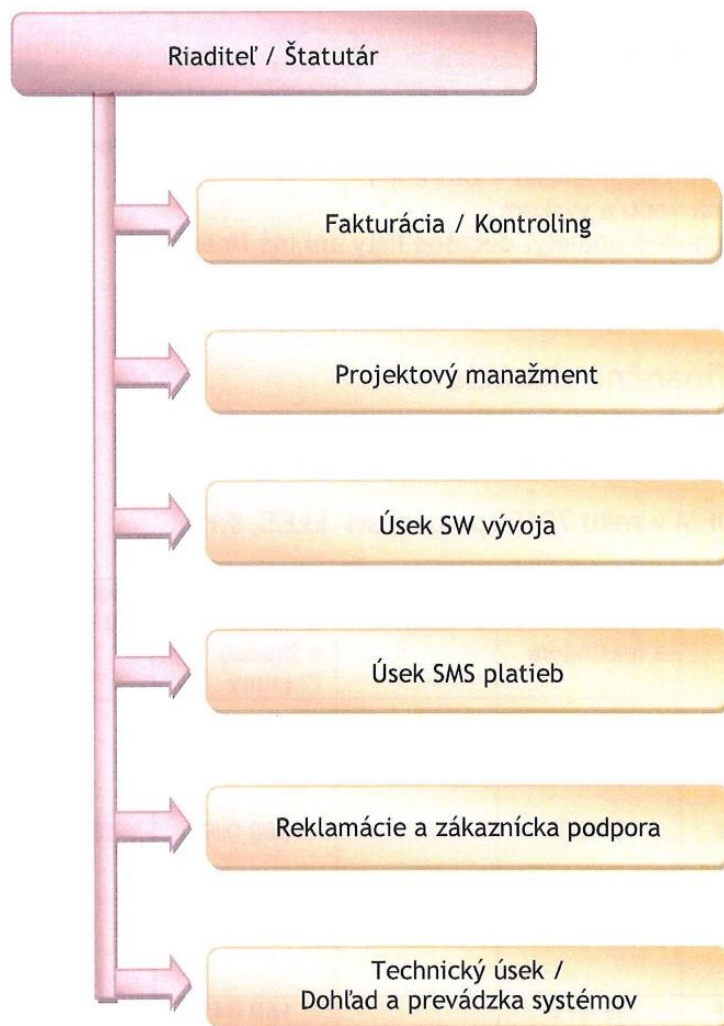 Riaditeľ / Štatutár
Fakturácia / Kontroling
Projektový manažment
Úsek SW vývoja
Úsek SMS platieb
Reklamácie a zákaznícka podpora
Technický úsek /
Dohľad a prevádzka systémov